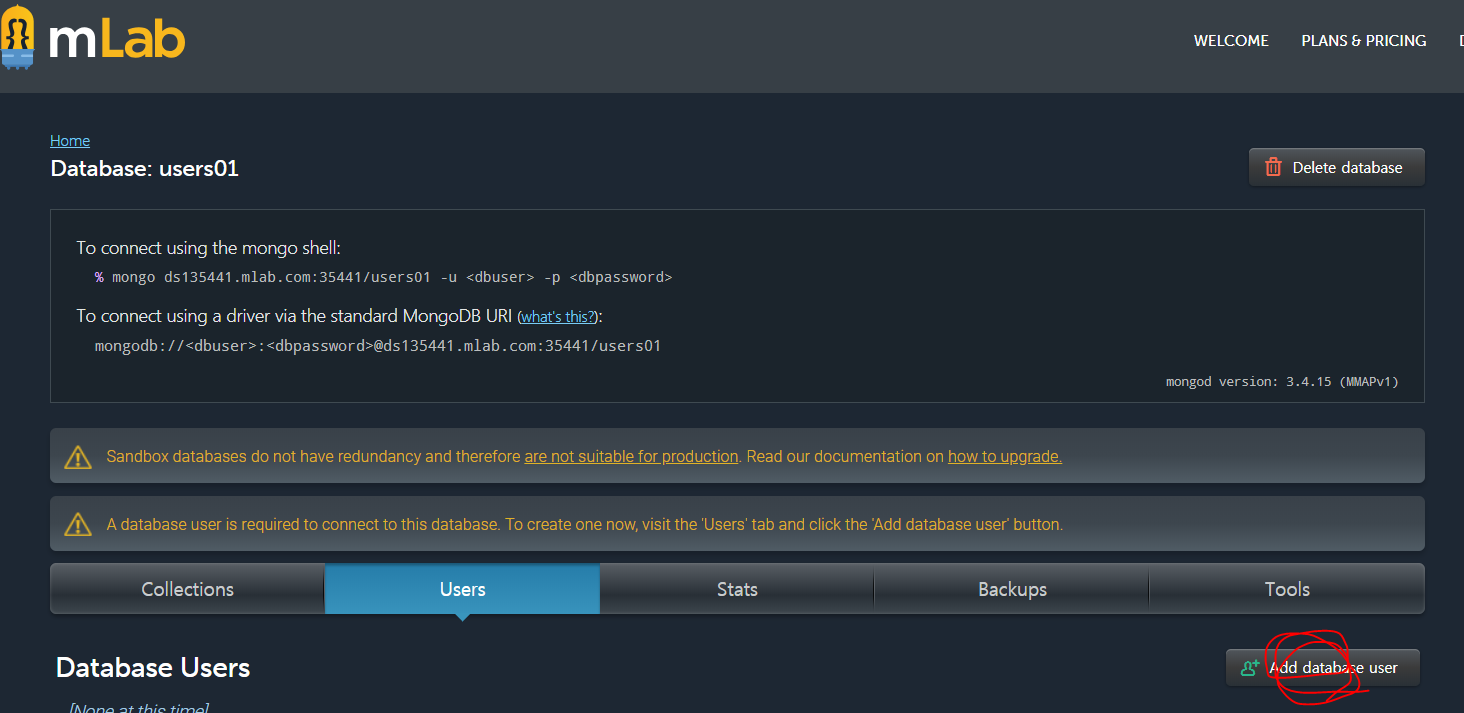 mLab
WELCOME PLANS & PRICING
Home
Database: users01
Delete database
To connect using the mongo shell:
% mongo ds135441.mlab.com:35441/users01 -u <dbuser> -p <dbpassword>
To connect using a driver via the standard MongoDB URI (what's this?):
mongodb://<dbuser>:<dbpassword>@ds135441.mlab.com:35441/users01
mongod version: 3.4.15 (MMAPv1)
Sandbox databases do not have redundancy and therefore are not suitable for production. Read our documentation on how to upgrade.
A database user is required to connect to this database. To create one now, visit the 'Users' tab and click the 'Add database user' button.
Collections Users Stats Backups Tools
Database Users
Add database user
[None at this time]